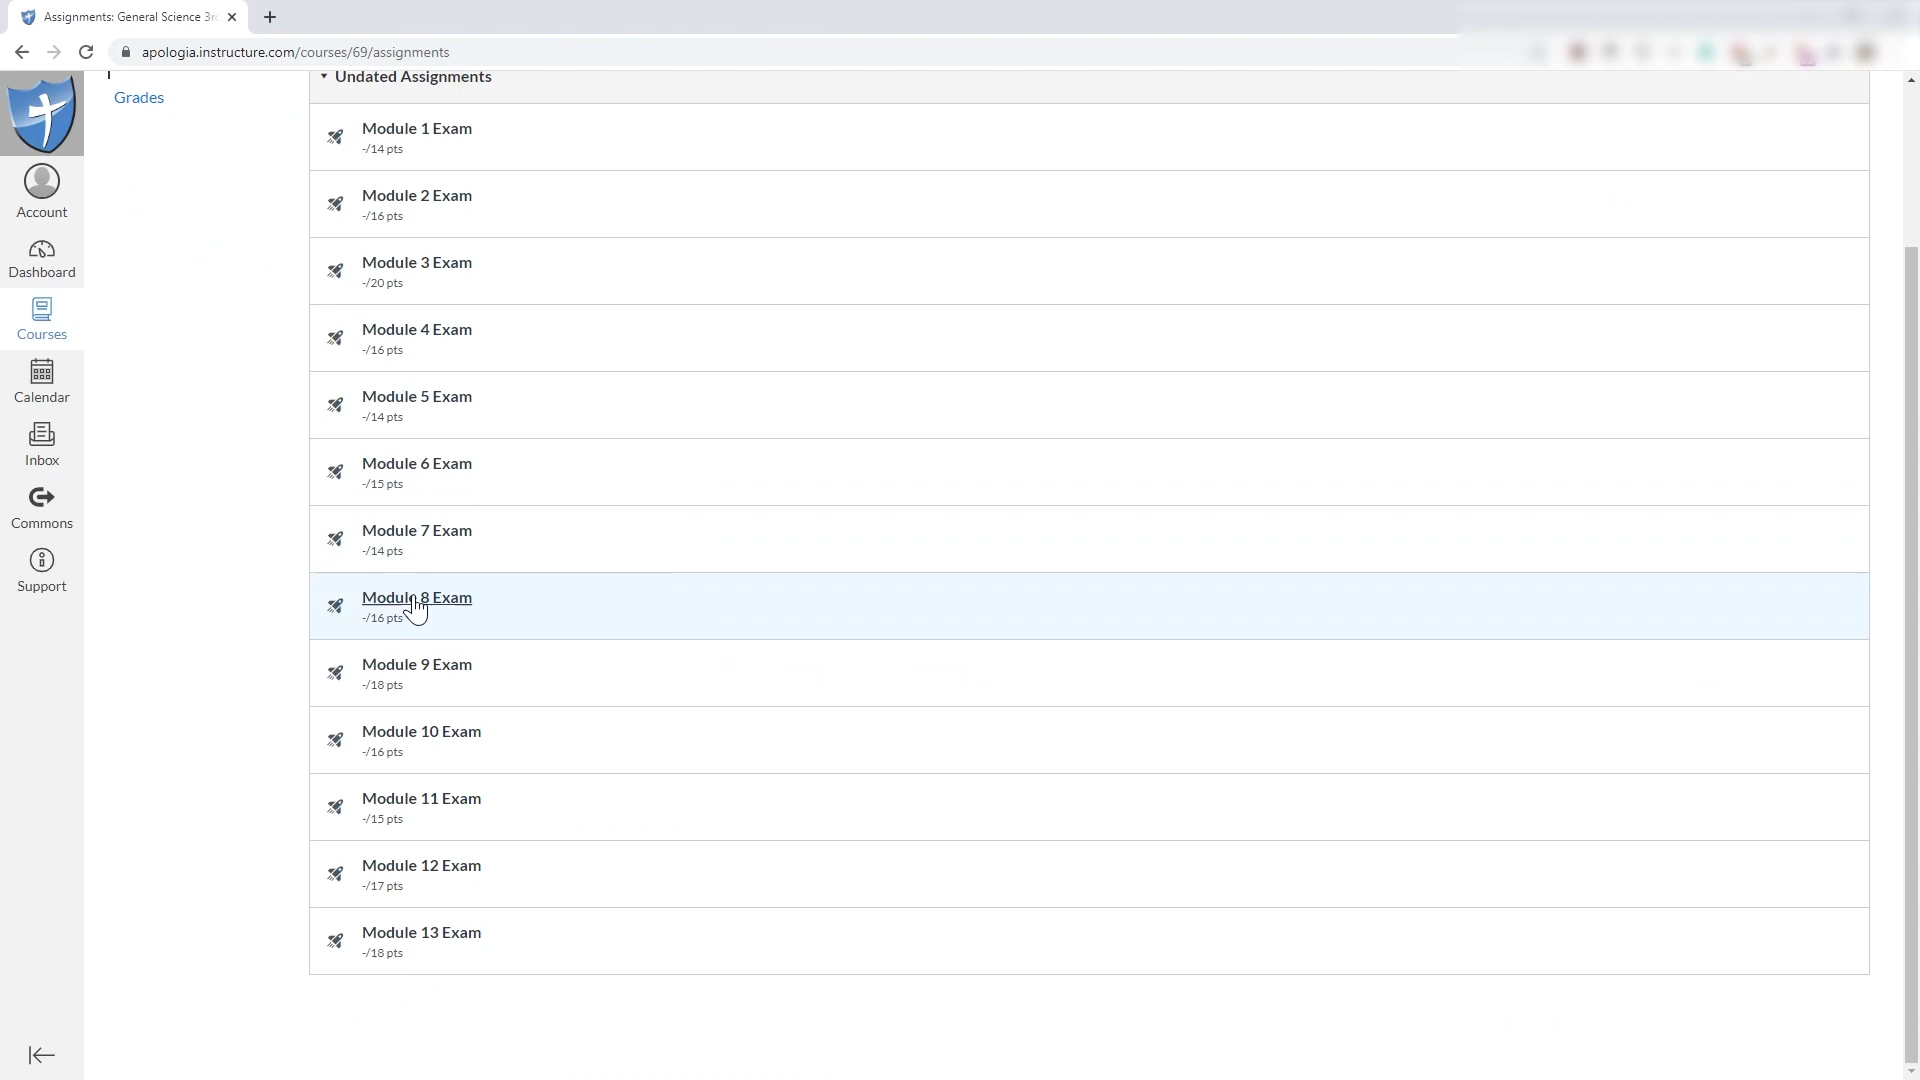 Assignments: General Science 3r
apologia.instructure.com/courses/69/assignments
Undated Assignments
Grades
Module 1 Exam
-/14 pts
Module 2 Exam
-/16 pts
Account
Module 3 Exam
-/20 pts
Dashboard
Module 4 Exam
-/16 pts
Courses
Module 5 Exam
-/14 pts
Calendar
Module 6 Exam
-/15 pts
Inbox
Module 7 Exam
-/14 pts
Commons
Module 8 Exam
-/16 pts
Support
Module 9 Exam
-/18 pts
Module 10 Exam
-/16 pts
Module 11 Exam
-/15 pts
Module 12 Exam
-/17 pts
Module 13 Exam
-/18 pts